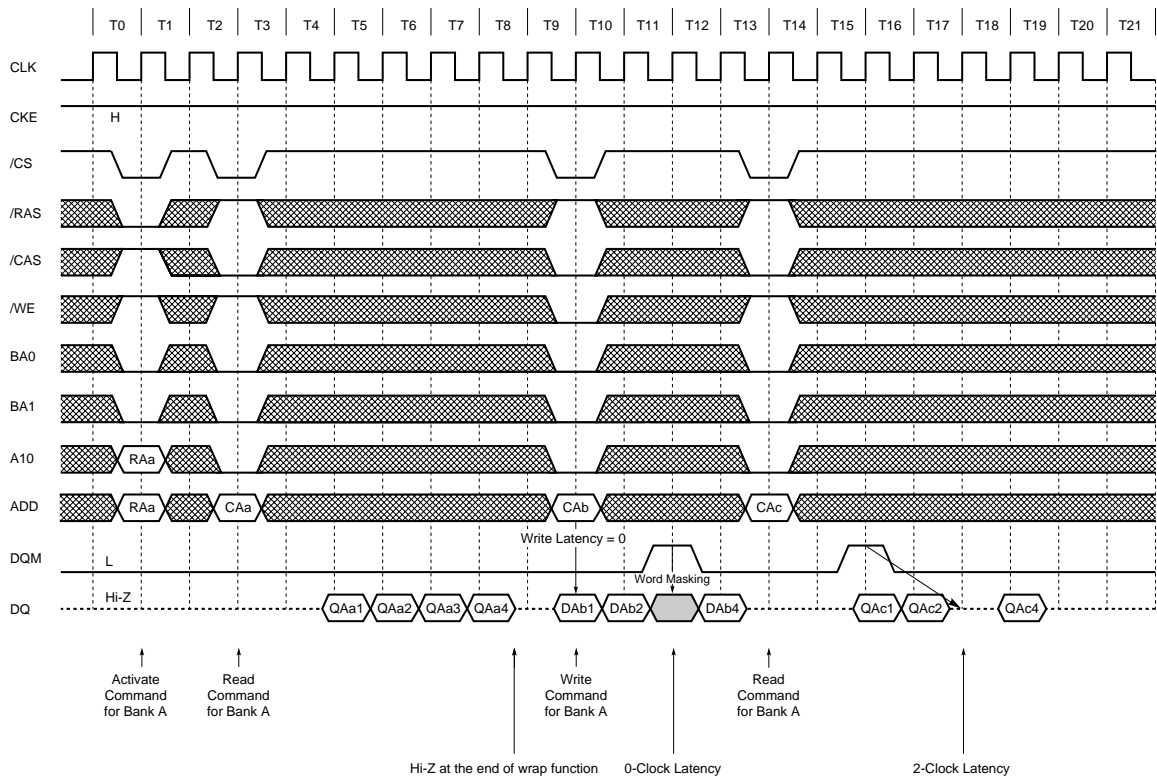 T0 T1 T2 T3 T4 T5 T6 T7 T8 T9 T10 T11 T12 T13 T14 T15 T16 T17 T18 T19 T20 T21
CLK
CKE H
/CS
/RAS
/CAS
/WE
BA0
BA1
A10 RAa
ADD RAa CAa CAb CAc
Write Latency = 0
DQM L
Word Masking
Hi-Z
DQ QAa1 QAa2 QAa3 QAa4 DAb1 DAb2 DAb4 QAc1 QAc2 QAc4
Activate Command for Bank A
Read Command for Bank A
Write Command for Bank A
Read Command for Bank A
Hi-Z at the end of wrap function
0-Clock Latency
2-Clock Latency